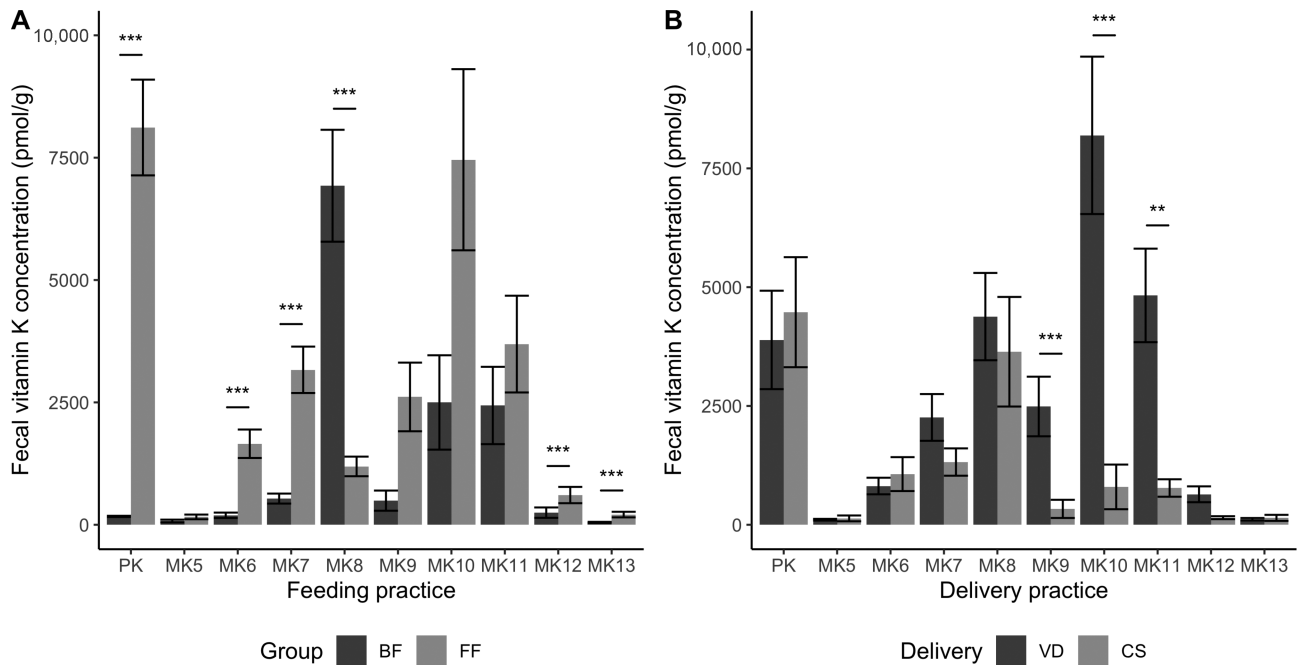 A
Fecal vitamin K concentration (pmol/g)
10,000
7500
5000
2500
0
***
***
***
***
***
***
PK MK5 MK6 MK7 MK8 MK9 MK10 MK11 MK12 MK13
Feeding practice
Group BF FF
B
Fecal vitamin K concentration (pmol/g)
10,000
7500
5000
2500
0
***
***
**
PK MK5 MK6 MK7 MK8 MK9 MK10 MK11 MK12 MK13
Delivery practice
Delivery VD CS